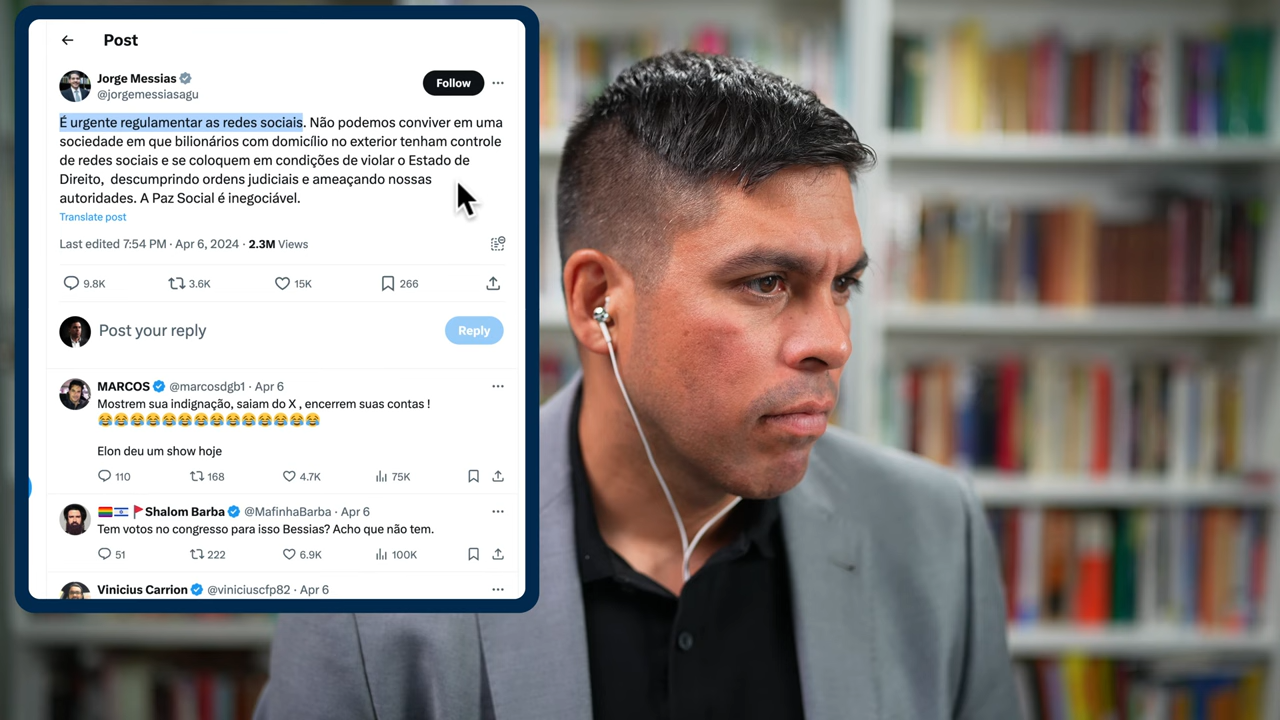 Post
Jorge Messias
Follow
@jorgemessiasagu
É urgente regulamentar as redes sociais. Não podemos conviver em uma
sociedade em que bilionários com domicílio no exterior tenham controle
de redes sociais e se coloquem em condições de violar o Estado de
Direito,  descumprindo ordens judiciais e ameaçando nossas
autoridades. A Paz Social é inegociável.
Translate post
Last edited 7:54 PM · Apr 6, 2024 · 2.3M Views
9.8K 3.6K 15K 266
Post your reply
Reply
MARCOS @marcosdgb1 · Apr 6
Mostrem sua indignação, saiam do X , encerrem suas contas !
😂😂😂😂😂😂😂😂😂😂😂😂😂😂
Elon deu um show hoje
110 168 4.7K 75K
🏳️‍🌈🇮🇱🚩Shalom Barba @MafinhaBarba · Apr 6
Tem votos no congresso para isso Bessias? Acho que não tem.
51 222 6.9K 100K
Vinicius Carrion @viniciuscfp82 · Apr 6